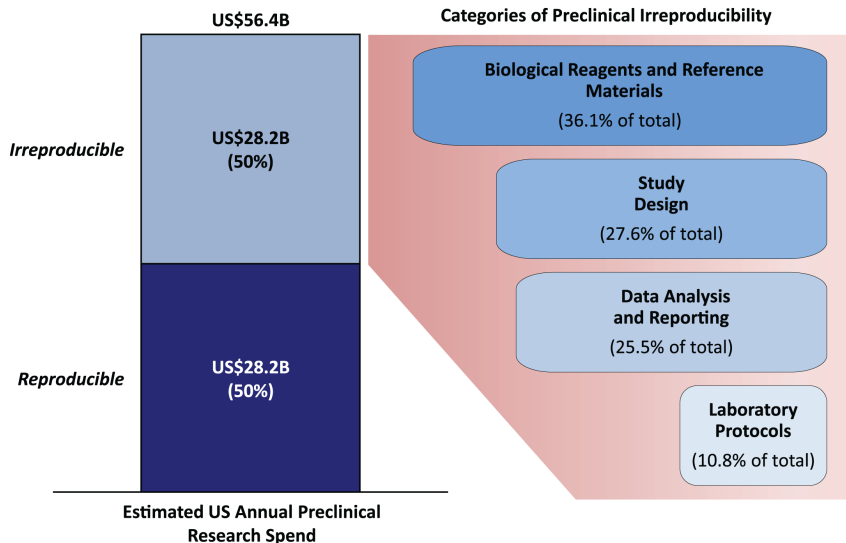 US$56.4B
Irreproducible
US$28.2B
(50%)
Reproducible
US$28.2B
(50%)
Estimated US Annual Preclinical
Research Spend
Categories of Preclinical Irreproducibility
Biological Reagents and Reference
Materials
(36.1% of total)
Study
Design
(27.6% of total)
Data Analysis
and Reporting
(25.5% of total)
Laboratory
Protocols
(10.8% of total)